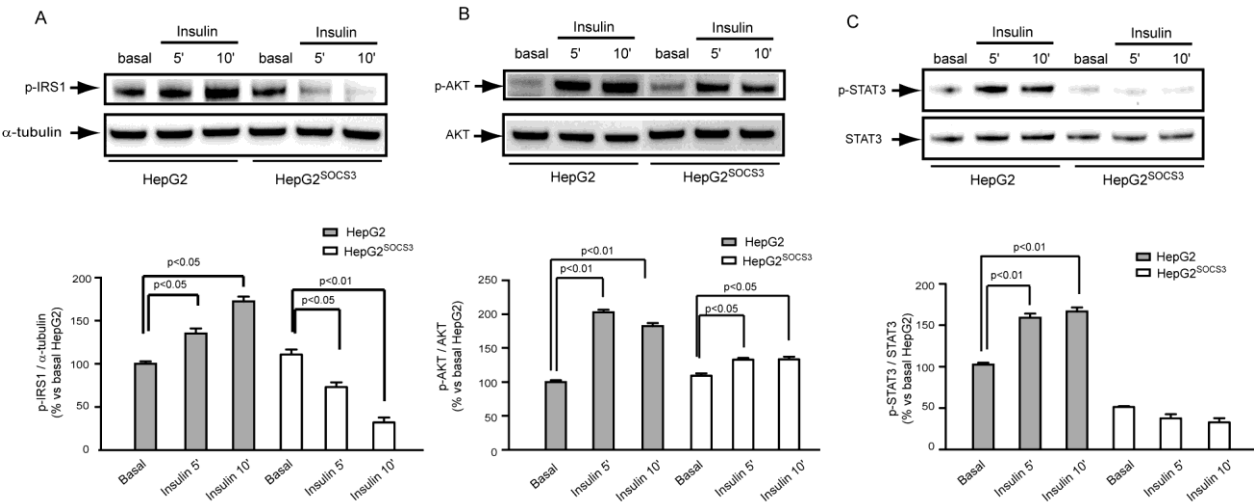 A
Insulin
basal 5' 10' basal 5' 10'
p-IRS1
α-tubulin
HepG2 HepG2SOCS3
HepG2
HepG2SOCS3
p<0.05
p<0.05
p<0.01
p<0.05
200
150
100
50
0
p-IRS1 / α-tubulin
(% vs basal HepG2)
Basal Insulin 5' Insulin 10' Basal Insulin 5' Insulin 10'
B
Insulin Insulin
basal 5' 10' basal 5' 10'
p-AKT
AKT
HepG2 HepG2SOCS3
HepG2
HepG2SOCS3
p<0.01
p<0.01
p<0.05
p<0.05
250
200
150
100
50
0
p-AKT / AKT
(% vs basal HepG2)
Basal Insulin 5' Insulin 10' Basal Insulin 5' Insulin 10'
C
Insulin Insulin
basal 5' 10' basal 5' 10'
p-STAT3
STAT3
HepG2 HepG2SOCS3
HepG2
HepG2SOCS3
p<0.01
p<0.01
200
150
100
50
0
p-STAT3 / STAT3
(% vs basal HepG2)
Basal Insulin 5' Insulin 10' Basal Insulin 5' Insulin 10'